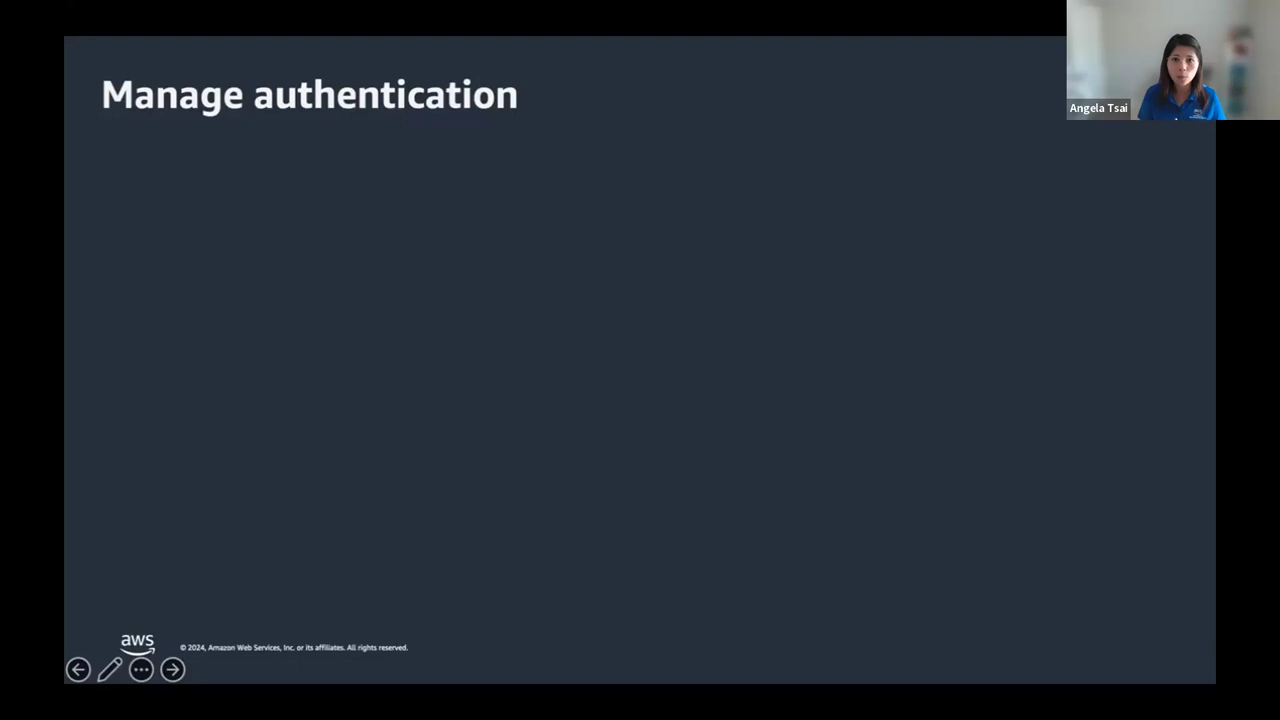 Manage authentication
Angela Tsai
aws
© 2024, Amazon Web Services, Inc. or its affiliates. All rights reserved.